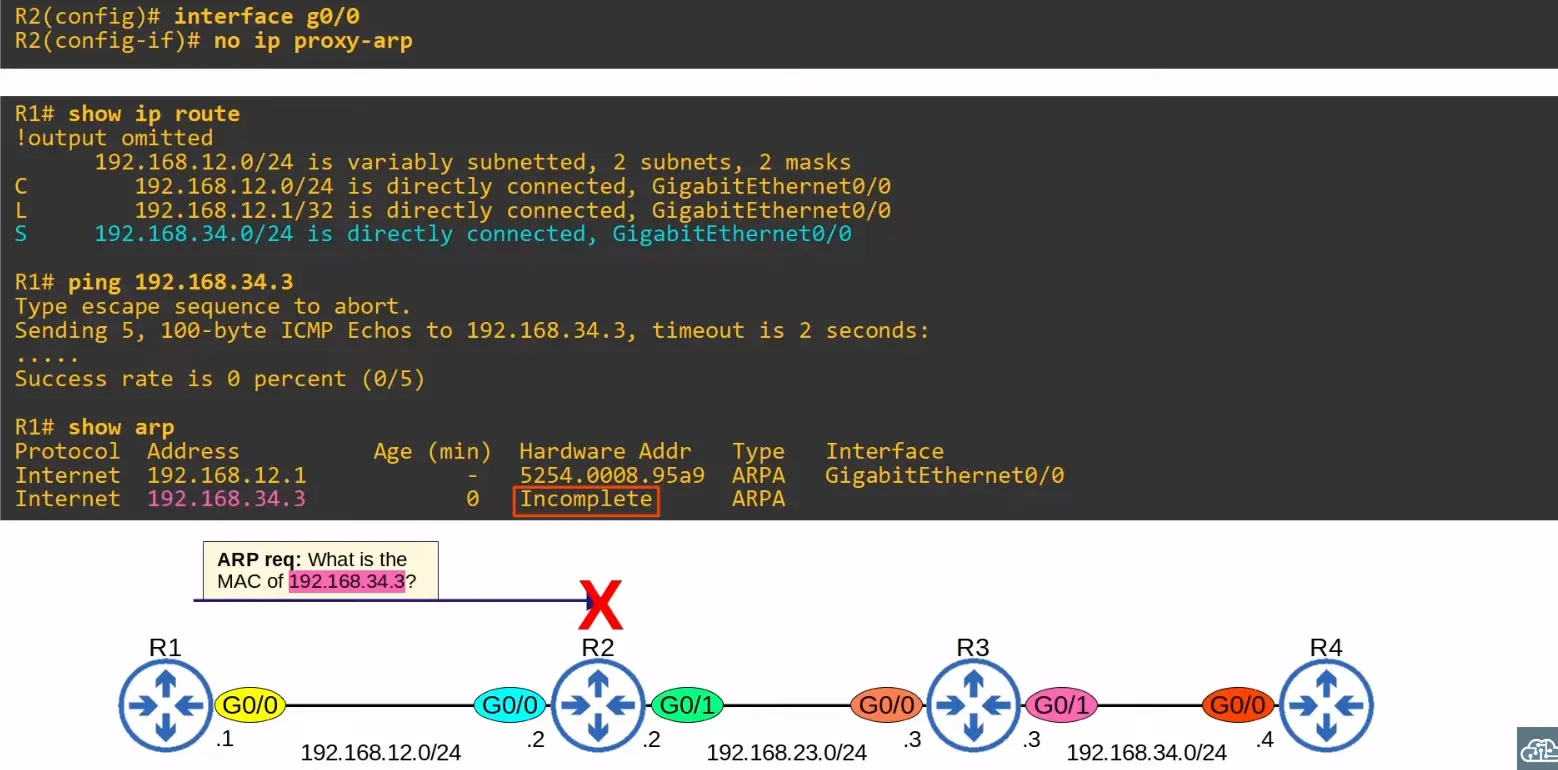 R2(config)# interface g0/0
R2(config-if)# no ip proxy-arp
R1# show ip route
!output omitted
      192.168.12.0/24 is variably subnetted, 2 subnets, 2 masks
C        192.168.12.0/24 is directly connected, GigabitEthernet0/0
L        192.168.12.1/32 is directly connected, GigabitEthernet0/0
S     192.168.34.0/24 is directly connected, GigabitEthernet0/0
R1# ping 192.168.34.3
Type escape sequence to abort.
Sending 5, 100-byte ICMP Echos to 192.168.34.3, timeout is 2 seconds:
.....
Success rate is 0 percent (0/5)
R1# show arp
Protocol  Address          Age (min)  Hardware Addr   Type   Interface
Internet  192.168.12.1            -   5254.0008.95a9  ARPA   GigabitEthernet0/0
Internet  192.168.34.3            0   Incomplete      ARPA
ARP req: What is the
MAC of 192.168.34.3?
X
R1 R2 R3 R4
G0/0 G0/0 G0/1 G0/0 G0/1 G0/0
.1 .2 .2 .3 .3 .4
192.168.12.0/24 192.168.23.0/24 192.168.34.0/24